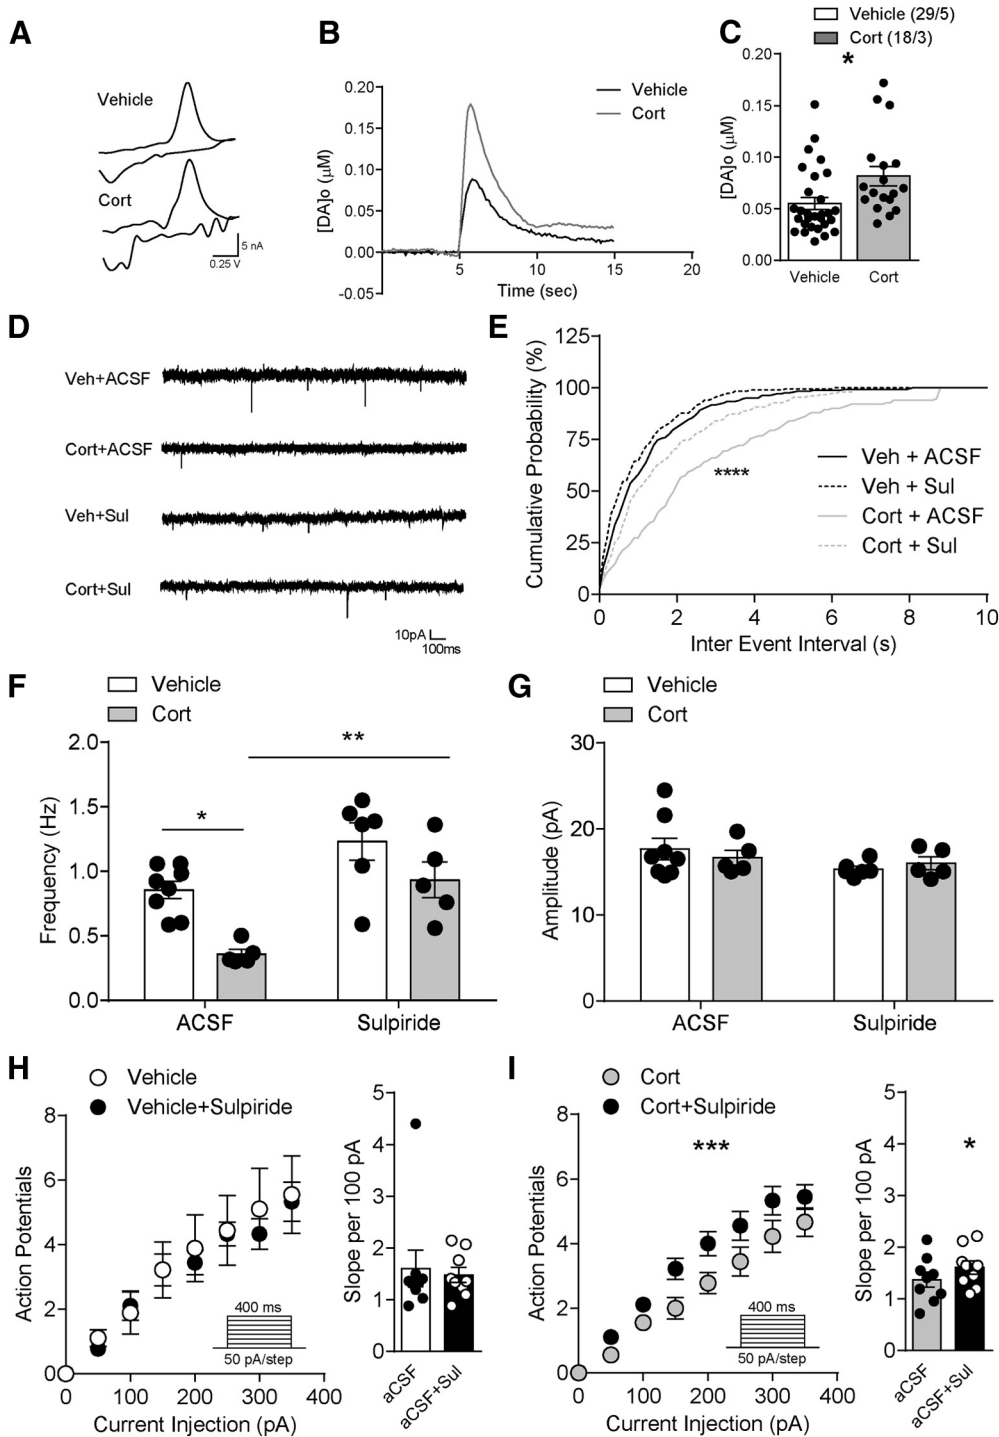 A
Vehicle
Cort
5 nA
0.25 V
B
0.20
0.15
0.10
0.05
0.00
-0.05
[DA]o (μM)
Vehicle
Cort
5
10
15
20
Time (sec)
C
Vehicle (29/5)
Cort (18/3)
*
0.20
0.15
0.10
0.05
0.00
[DA]o (μM)
Vehicle
Cort
D
Veh+ACSF
Cort+ACSF
Veh+Sul
Cort+Sul
10pA
100ms
E
125
100
75
50
25
0
Cumulative Probability (%)
****
Veh + ACSF
Veh + Sul
Cort + ACSF
Cort + Sul
0
2
4
6
8
10
Inter Event Interval (s)
F
Vehicle
Cort
2.0
1.5
1.0
0.5
0.0
Frequency (Hz)
*
**
ACSF
Sulpiride
G
Vehicle
Cort
30
20
10
0
Amplitude (pA)
ACSF
Sulpiride
H
Vehicle
Vehicle+Sulpiride
8
6
4
2
0
Action Potentials
400 ms
50 pA/step
0
100
200
300
400
Current Injection (pA)
5
4
3
2
1
0
Slope per 100 pA
aCSF
aCSF+Sul
I
Cort
Cort+Sulpiride
8
6
4
2
0
Action Potentials
***
400 ms
50 pA/step
0
100
200
300
400
Current Injection (pA)
5
4
3
2
1
0
Slope per 100 pA
*
aCSF
aCSF+Sul